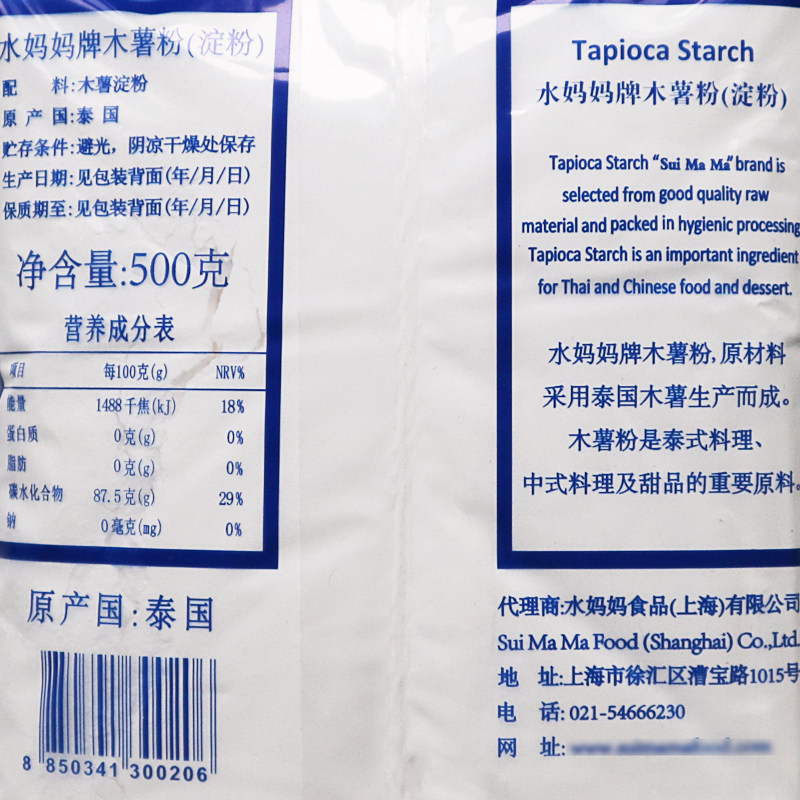 水妈妈牌木薯粉(淀粉)
配 料:木薯淀粉
原 产 国:泰 国
贮存条件:避光，阴凉干燥处保存
生产日期:见包装背面(年/月/日)
保质期至:见包装背面(年/月/日)
净含量:500克
营养成分表
项目 每100克(g) NRV%
能量 1488千焦(kJ) 18%
蛋白质 0克(g) 0%
脂肪 0克(g) 0%
碳水化合物 87.5克(g) 29%
钠 0毫克(mg) 0%
原产国:泰国
8 850341 300206
Tapioca Starch
水妈妈牌木薯粉(淀粉)
Tapioca Starch "Sui Ma Ma" brand is
selected from good quality raw
material and packed in hygienic processing
Tapioca Starch is an important ingredient
for Thai and Chinese food and dessert.
水妈妈牌木薯粉,原材料
采用泰国木薯生产而成。
木薯粉是泰式料理、
中式料理及甜品的重要原料。
代理商:水妈妈食品(上海)有限公司
Sui Ma Ma Food (Shanghai) Co.,Ltd.
地 址:上海市徐汇区漕宝路1015号
电 话: 021-54666230
网 址: